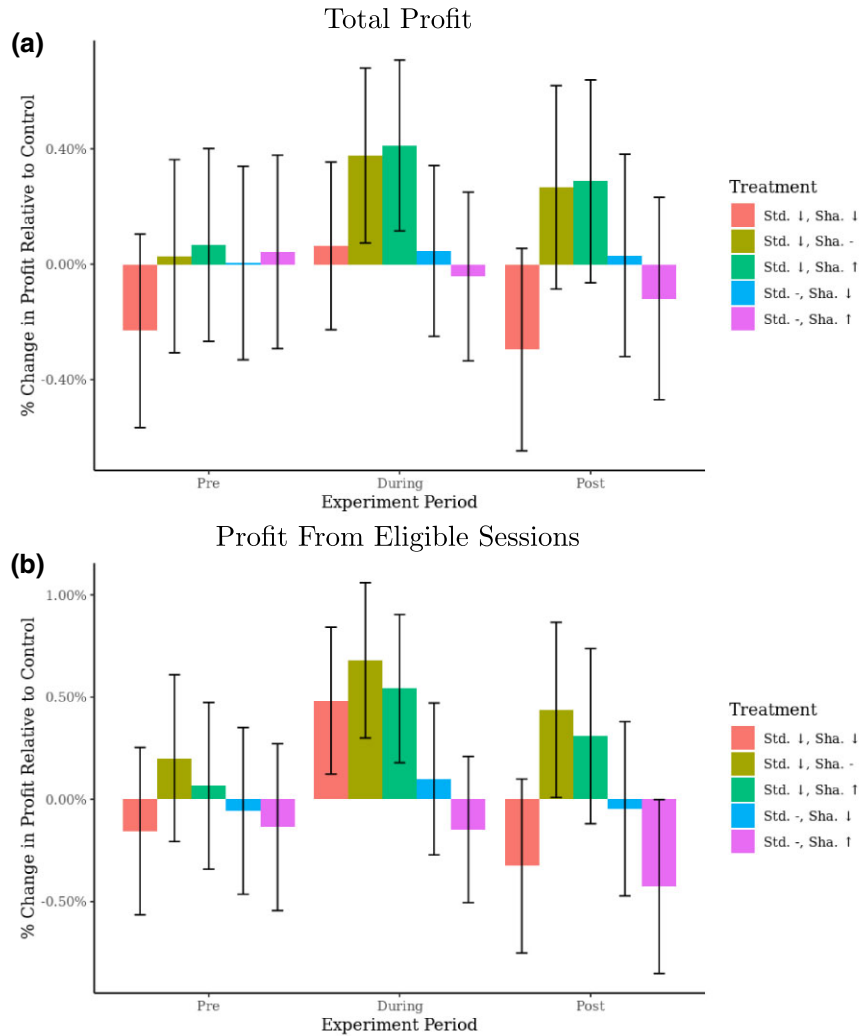 Total Profit
(a)
% Change in Profit Relative to Control
0.40%
0.00%
-0.40%
Pre
During
Post
Experiment Period
Treatment
Std. ↓, Sha. ↓
Std. ↓, Sha. -
Std. ↓, Sha. ↑
Std. -, Sha. ↓
Std. -, Sha. ↑
Profit From Eligible Sessions
(b)
% Change in Profit Relative to Control
1.00%
0.50%
0.00%
-0.50%
Pre
During
Post
Experiment Period
Treatment
Std. ↓, Sha. ↓
Std. ↓, Sha. -
Std. ↓, Sha. ↑
Std. -, Sha. ↓
Std. -, Sha. ↑